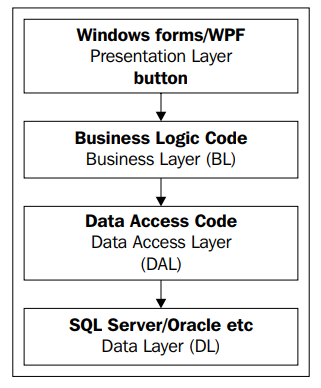 Windows forms/WPF
Presentation Layer
button
Business Logic Code
Business Layer (BL)
Data Access Code
Data Access Layer
(DAL)
SQL Server/Oracle etc
Data Layer (DL)